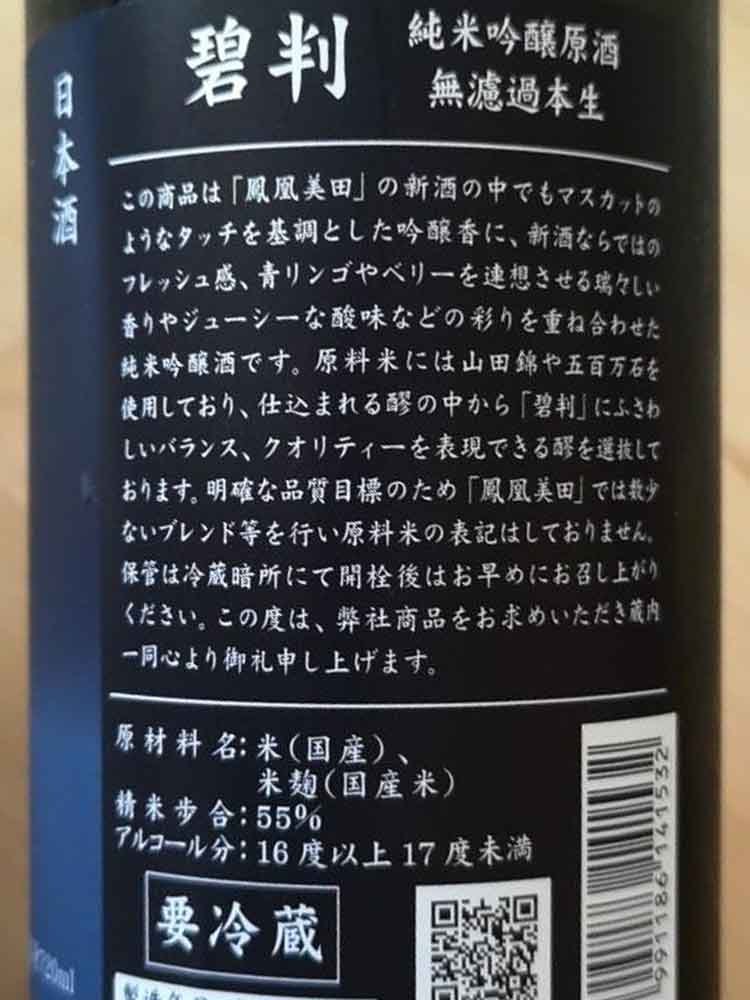 日本酒
碧判
純米吟醸原酒
無濾過本生
この商品は「鳳凰美田」の新酒の中でもマスカットの
ようなタッチを基調とした吟醸香に、新酒ならではの
フレッシュ感、青リンゴやベリーを連想させる瑞々しい
香りやジューシーな酸味などの彩りを重ね合わせた
純米吟醸酒です。原料米には山田錦や五百万石を
使用しており、仕込まれる醪の中から「碧判」にふさわ
しいバランス、クオリティーを表現できる醪を選抜して
おります。明確な品質目標のため「鳳凰美田」では数少
ないブレンド等を行い原料米の表記はしておりません。
保管は冷蔵暗所にて開栓後はお早めにお召し上がり
ください。この度は、弊社商品をお求めいただき蔵内
一同心より御礼申し上げます。
原材料名:米(国産)、
米麹(国産米)
精米歩合:55%
アルコール分:16度以上17度未満
要冷蔵
720ml
991186141532